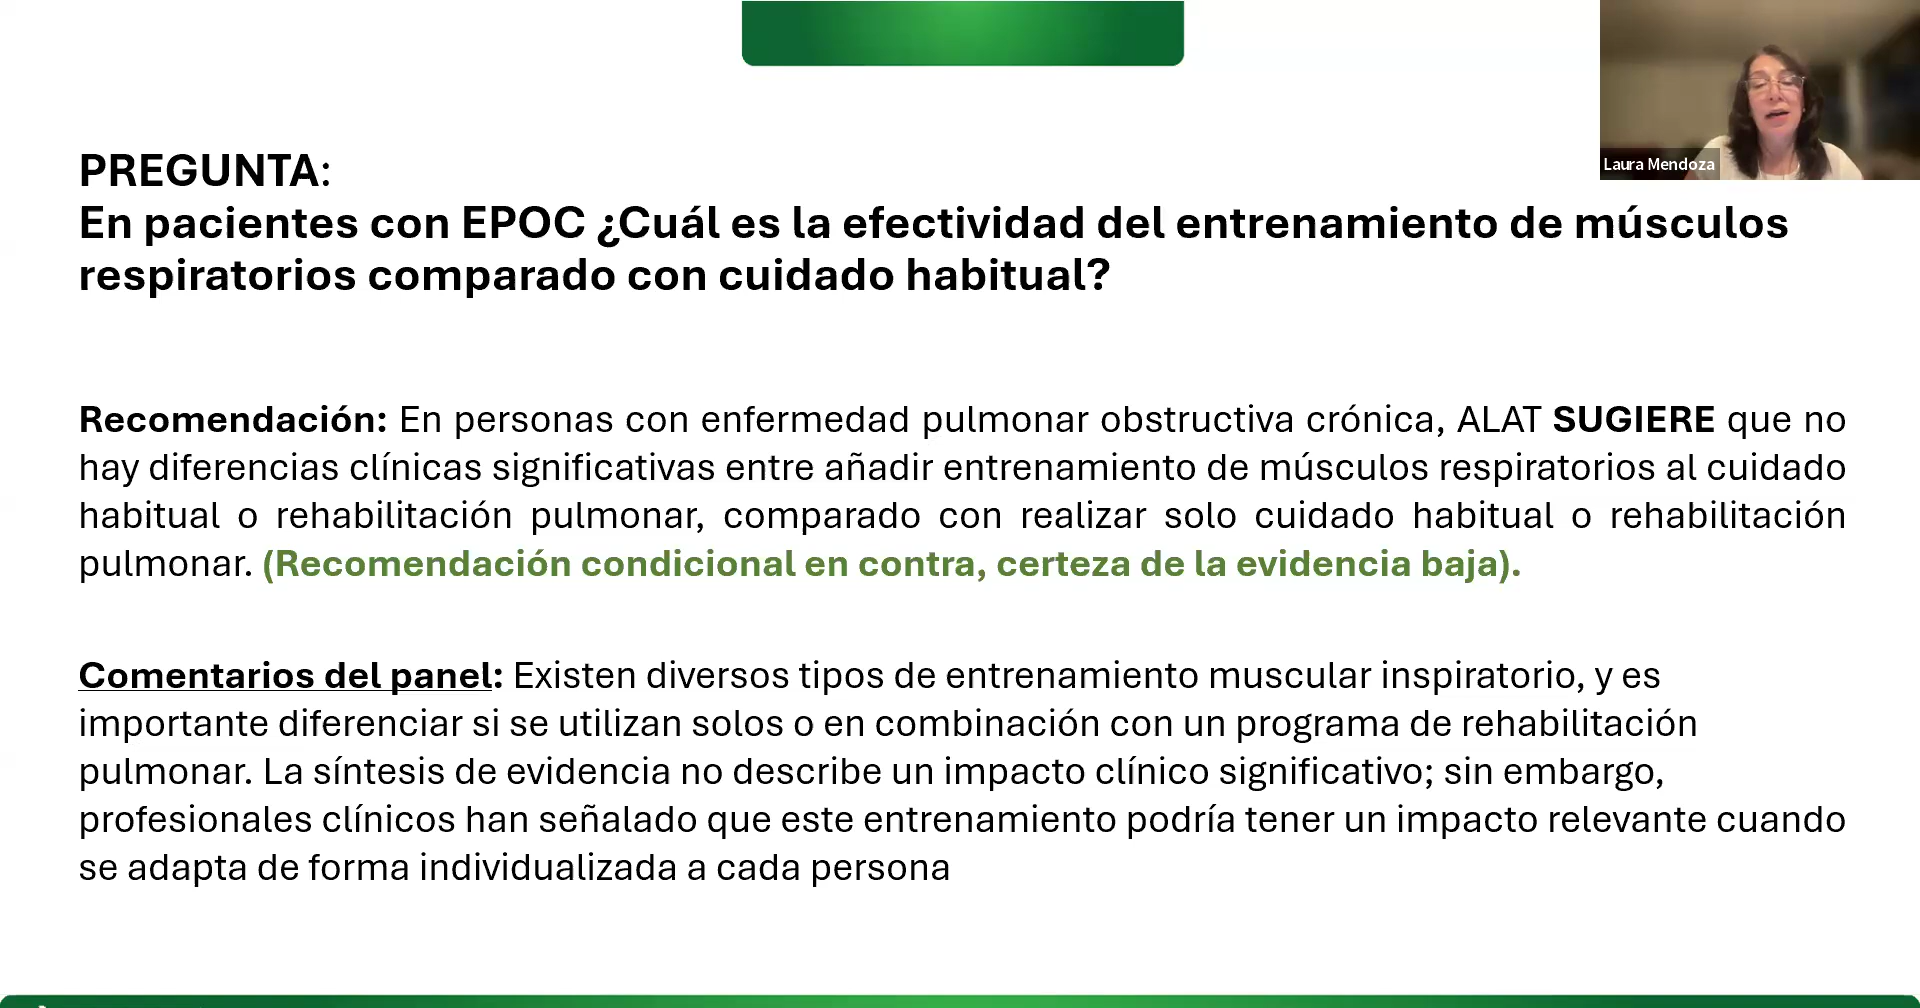 Laura Mendoza
PREGUNTA:
En pacientes con EPOC ¿Cuál es la efectividad del entrenamiento de músculos
respiratorios comparado con cuidado habitual?
Recomendación: En personas con enfermedad pulmonar obstructiva crónica, ALAT SUGIERE que no
hay diferencias clínicas significativas entre añadir entrenamiento de músculos respiratorios al cuidado
habitual o rehabilitación pulmonar, comparado con realizar solo cuidado habitual o rehabilitación
pulmonar. (Recomendación condicional en contra, certeza de la evidencia baja).
Comentarios del panel: Existen diversos tipos de entrenamiento muscular inspiratorio, y es
importante diferenciar si se utilizan solos o en combinación con un programa de rehabilitación
pulmonar. La síntesis de evidencia no describe un impacto clínico significativo; sin embargo,
profesionales clínicos han señalado que este entrenamiento podría tener un impacto relevante cuando
se adapta de forma individualizada a cada persona